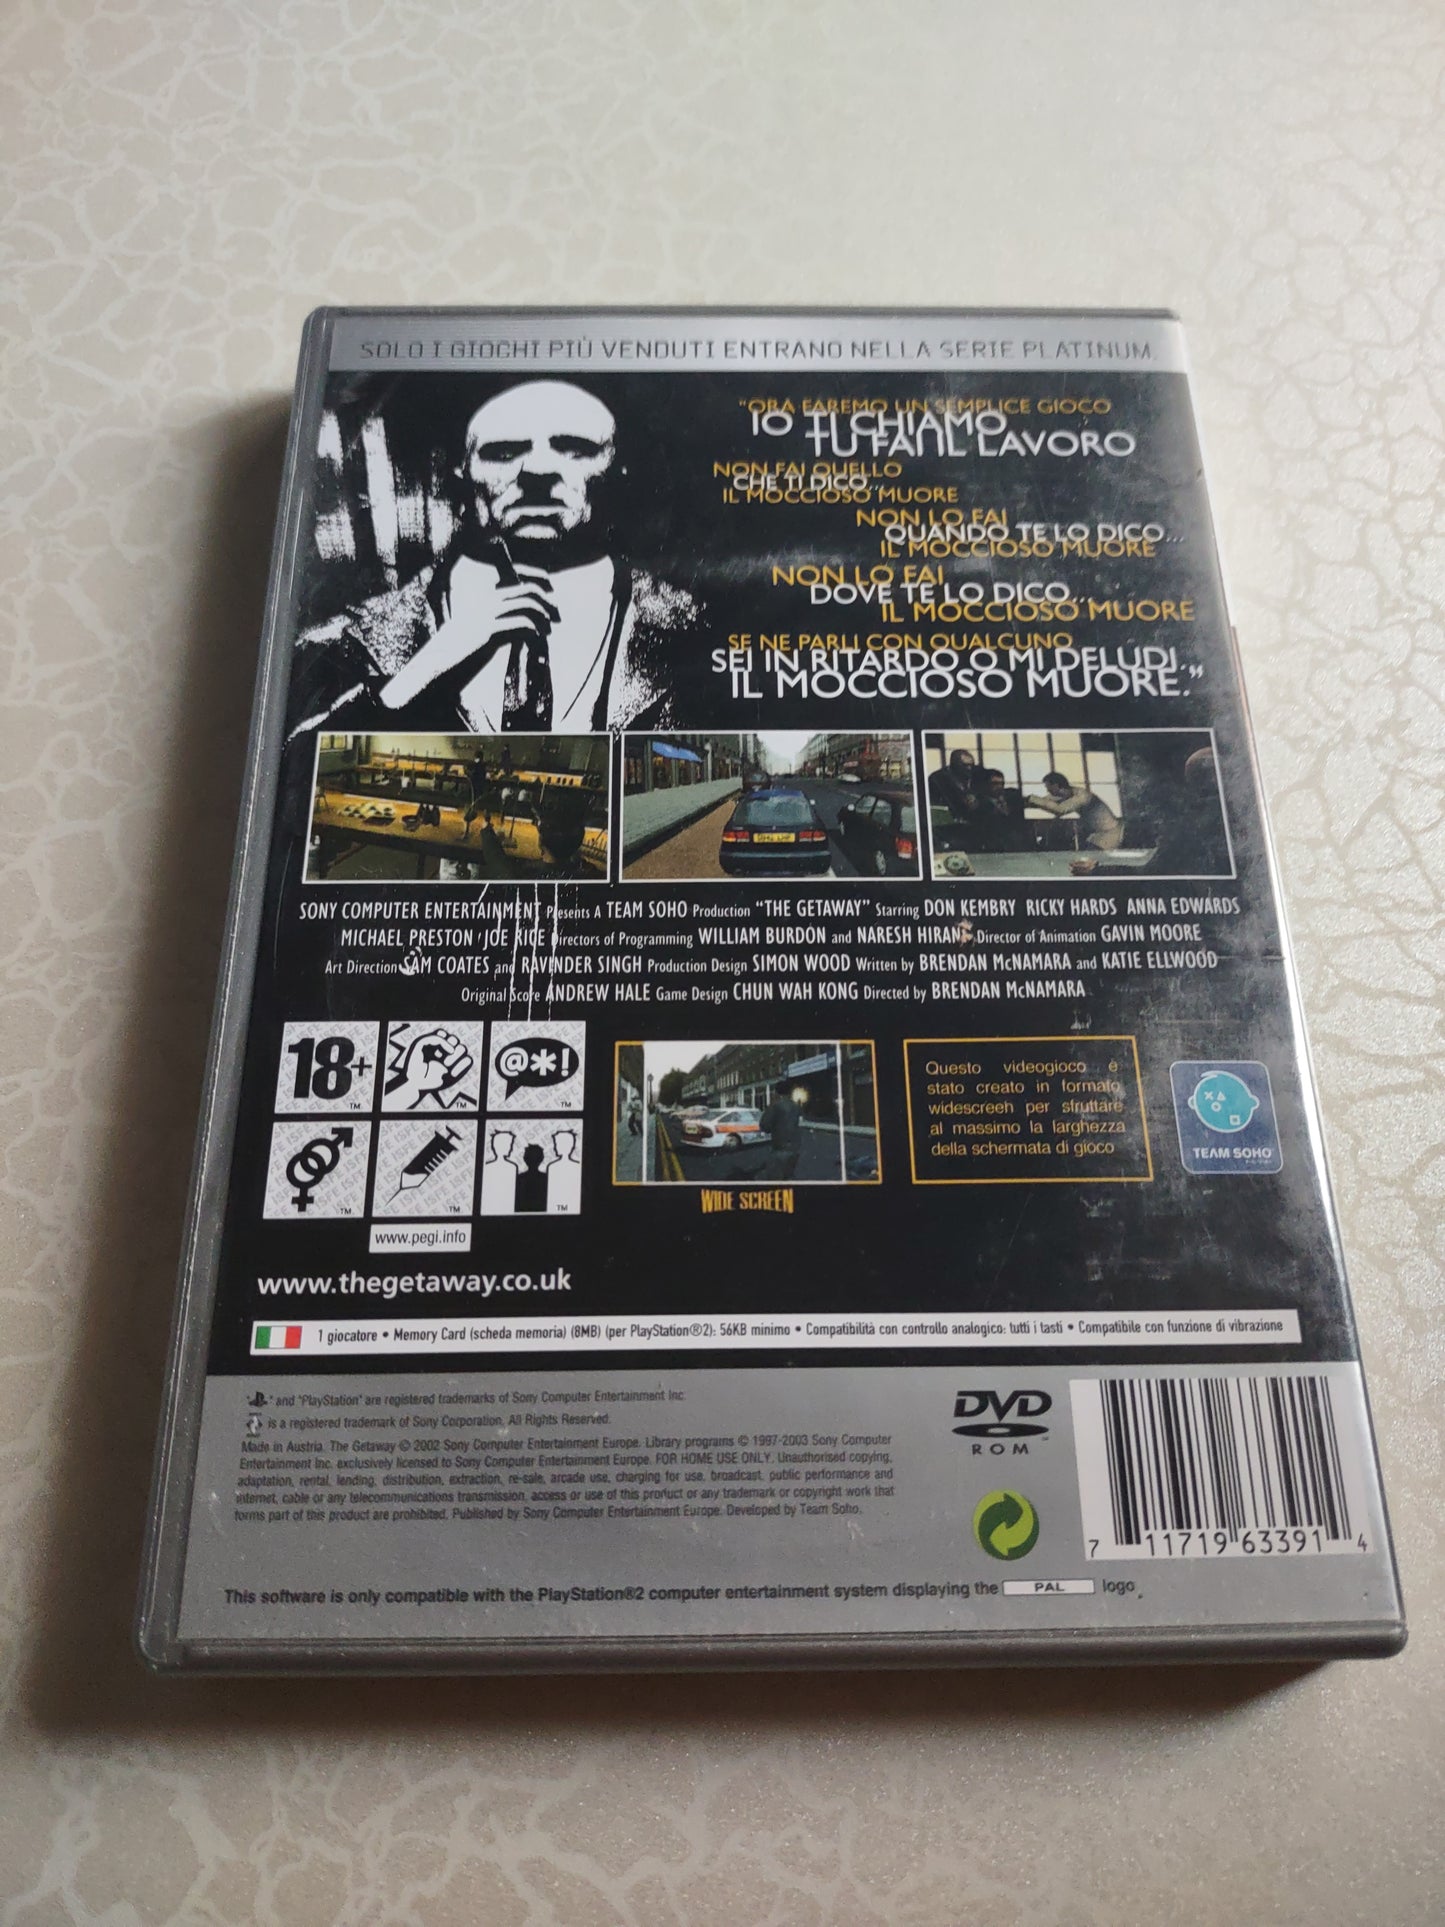 SOLO I GIOCHI PIÙ VENDUTI ENTRANO NELLA SERIE PLATINUM.
"ORA FAREMO UN SEMPLICE GIOCO
IO TI CHIAMO
TU FAI IL LAVORO
NON FAI QUELLO
CHE TI DICO...
IL MOCCIOSO MUORE
NON LO FAI
QUANDO TE LO DICO...
IL MOCCIOSO MUORE
NON LO FAI
DOVE TE LO DICO...
IL MOCCIOSO MUORE
SE NE PARLI CON QUALCUNO
SEI IN RITARDO O MI DELUDI..
IL MOCCIOSO MUORE."
SONY COMPUTER ENTERTAINMENT Presents A TEAM SOHO Production "THE GETAWAY" Starring DON KEMBRY RICKY HARDS ANNA EDWARDS
MICHAEL PRESTON JOE RICE Directors of Programming WILLIAM BURDON and NARESH HIRANI Director of Animation GAVIN MOORE
Art Direction SAM COATES and RAVINDER SINGH Production Design SIMON WOOD Written by BRENDAN McNAMARA and KATIE ELLWOOD
Original Score ANDREW HALE Game Design CHUN WAH KONG Directed by BRENDAN McNAMARA
18+
@*!
www.pegi.info
WIDE SCREEN
Questo videogioco è
stato creato in formato
widescreen per sfruttare
al massimo la larghezza
della schermata di gioco
TEAM SOHO
www.thegetaway.co.uk
1 giocatore • Memory Card (scheda memoria) (8MB) (per PlayStation®2): 56KB minimo • Compatibilità con controllo analogico: tutti i tasti • Compatibile con funzione di vibrazione
" " and "PlayStation" are registered trademarks of Sony Computer Entertainment Inc.
is a registered trademark of Sony Corporation. All Rights Reserved.
Made in Austria. The Getaway © 2002 Sony Computer Entertainment Europe. Library programs © 1997-2003 Sony Computer
Entertainment Inc. exclusively licensed to Sony Computer Entertainment Europe. FOR HOME USE ONLY. Unauthorised copying,
adaptation, rental, lending, distribution, extraction, re-sale, arcade use, charging for use, broadcast, public performance and
internet, cable or any telecommunications transmission, access or use of this product or any trademark or copyright work that
forms part of this product are prohibited. Published by Sony Computer Entertainment Europe. Developed by Team Soho.
DVD
ROM
7 11719 63391 4
This software is only compatible with the PlayStation®2 computer entertainment system displaying the PAL logo.